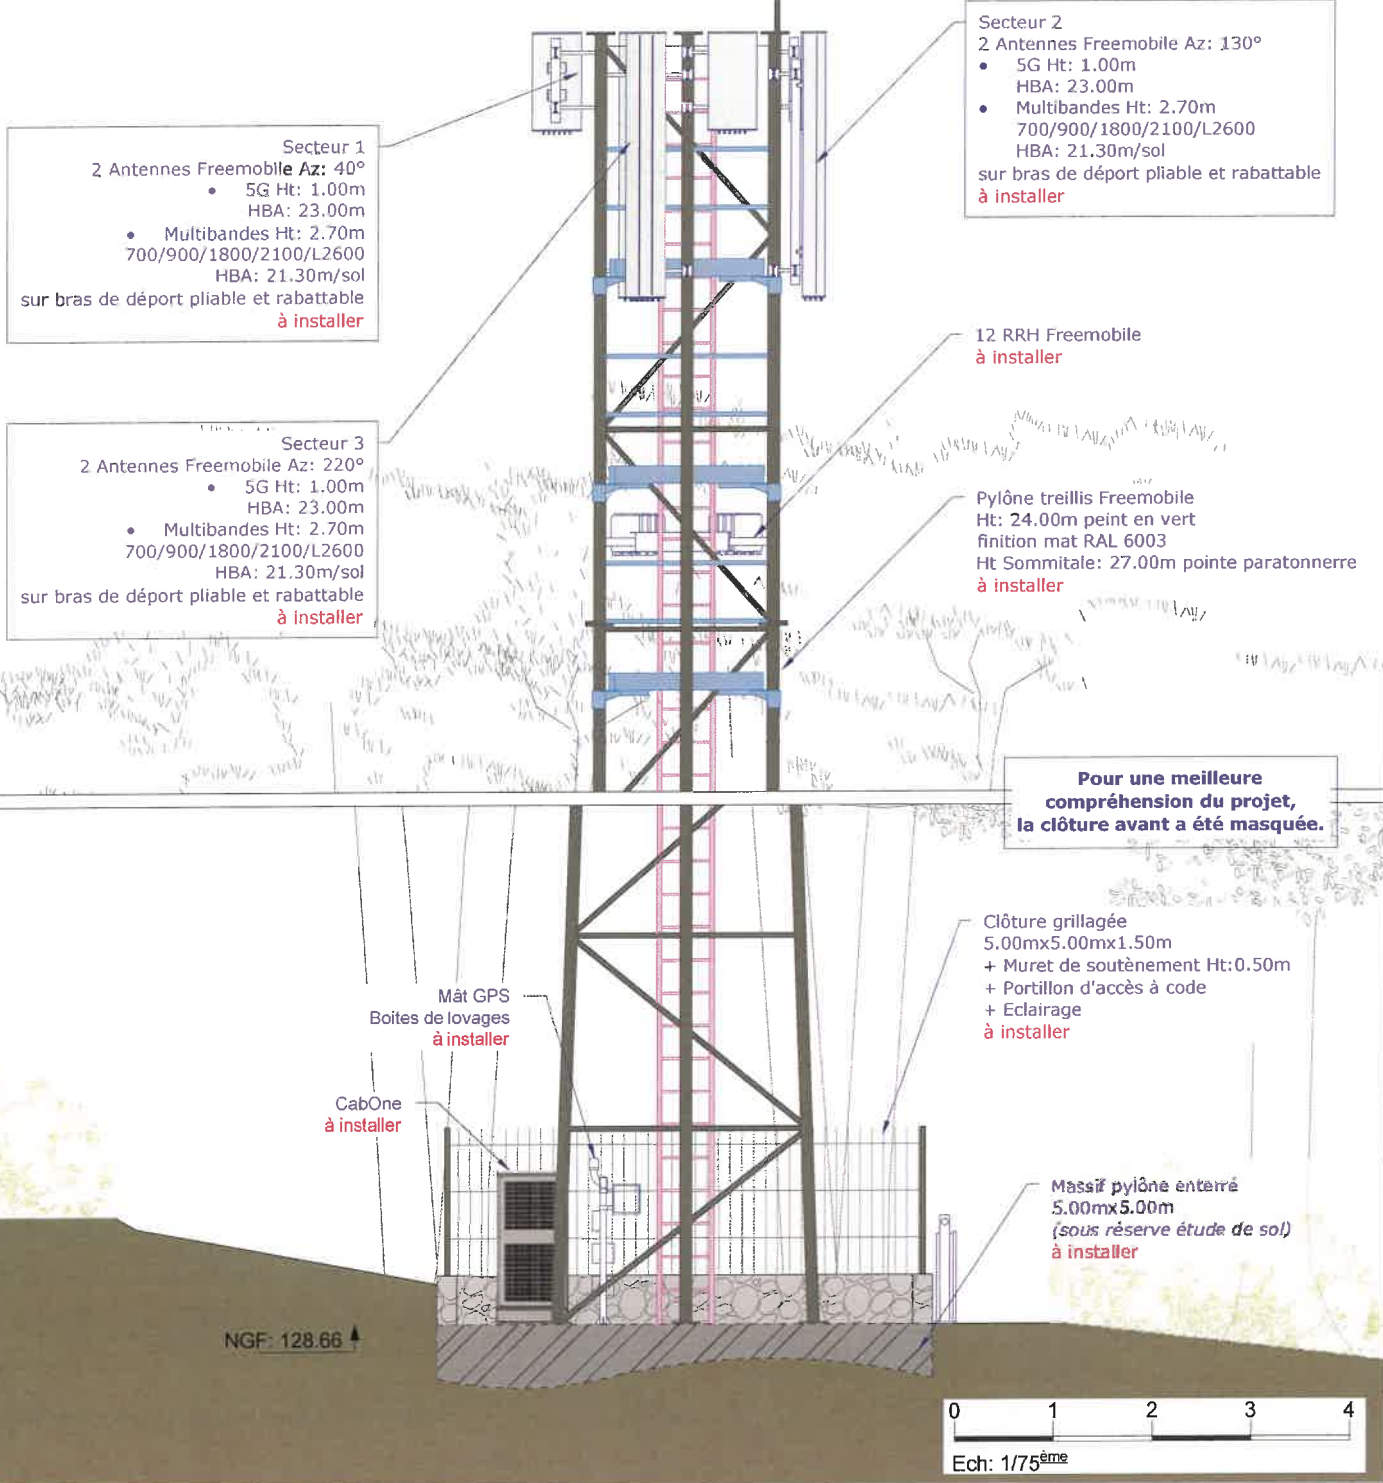 Secteur 2
2 Antennes Freemobile Az: 130°
• 5G Ht: 1.00m
HBA: 23.00m
• Multibandes Ht: 2.70m
700/900/1800/2100/L2600
HBA: 21.30m/sol
sur bras de déport pliable et rabattable
à installer
Secteur 1
2 Antennes Freemobile Az: 40°
• 5G Ht: 1.00m
HBA: 23.00m
• Multibandes Ht: 2.70m
700/900/1800/2100/L2600
HBA: 21.30m/sol
sur bras de déport pliable et rabattable
à installer
12 RRH Freemobile
à installer
Secteur 3
2 Antennes Freemobile Az: 220°
• 5G Ht: 1.00m
HBA: 23.00m
• Multibandes Ht: 2.70m
700/900/1800/2100/L2600
HBA: 21.30m/sol
sur bras de déport pliable et rabattable
à installer
Pylône treillis Freemobile
Ht: 24.00m peint en vert
finition mat RAL 6003
Ht Sommitale: 27.00m pointe paratonnerre
à installer
Pour une meilleure
compréhension du projet,
la clôture avant a été masquée.
Clôture grillagée
5.00mx5.00mx1.50m
+ Muret de soutènement Ht:0.50m
+ Portillon d'accès à code
+ Eclairage
à installer
Mât GPS
Boites de lovages
à installer
CabOne
à installer
Massif pylône enterré
5.00mx5.00m
(sous réserve étude de sol)
à installer
NGF: 128.66
0 1 2 3 4
Ech: 1/75ème